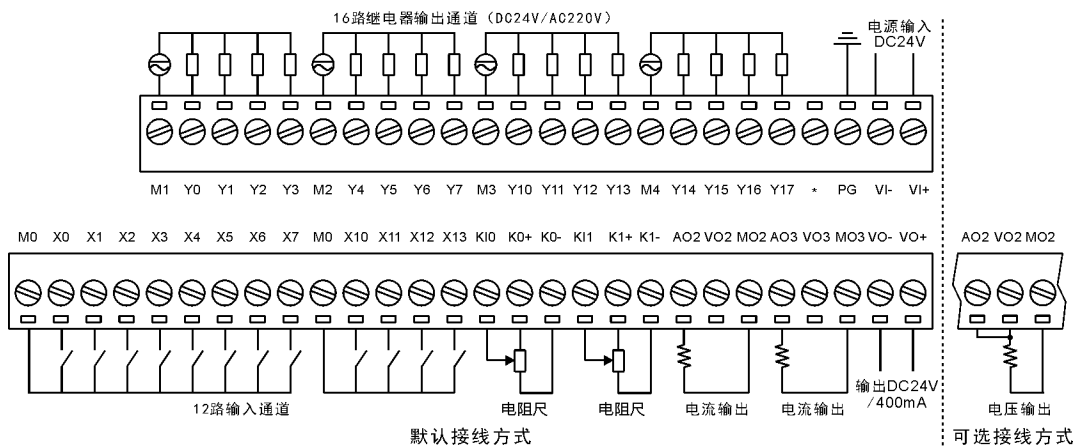 16路继电器输出通道（DC24V/AC220V）
电源输入
DC24V
M1 Y0 Y1 Y2 Y3 M2 Y4 Y5 Y6 Y7 M3 Y10 Y11 Y12 Y13 M4 Y14 Y15 Y16 Y17 * PG VI- VI+
M0 X0 X1 X2 X3 X4 X5 X6 X7 M0 X10 X11 X12 X13 KI0 K0+ K0- KI1 K1+ K1- AO2 VO2 MO2 AO3 VO3 MO3 VO- VO+
AO2 VO2 MO2
12路输入通道
电阻尺
电阻尺
电流输出
电流输出
输出DC24V
/400mA
电压输出
默认接线方式
可选接线方式